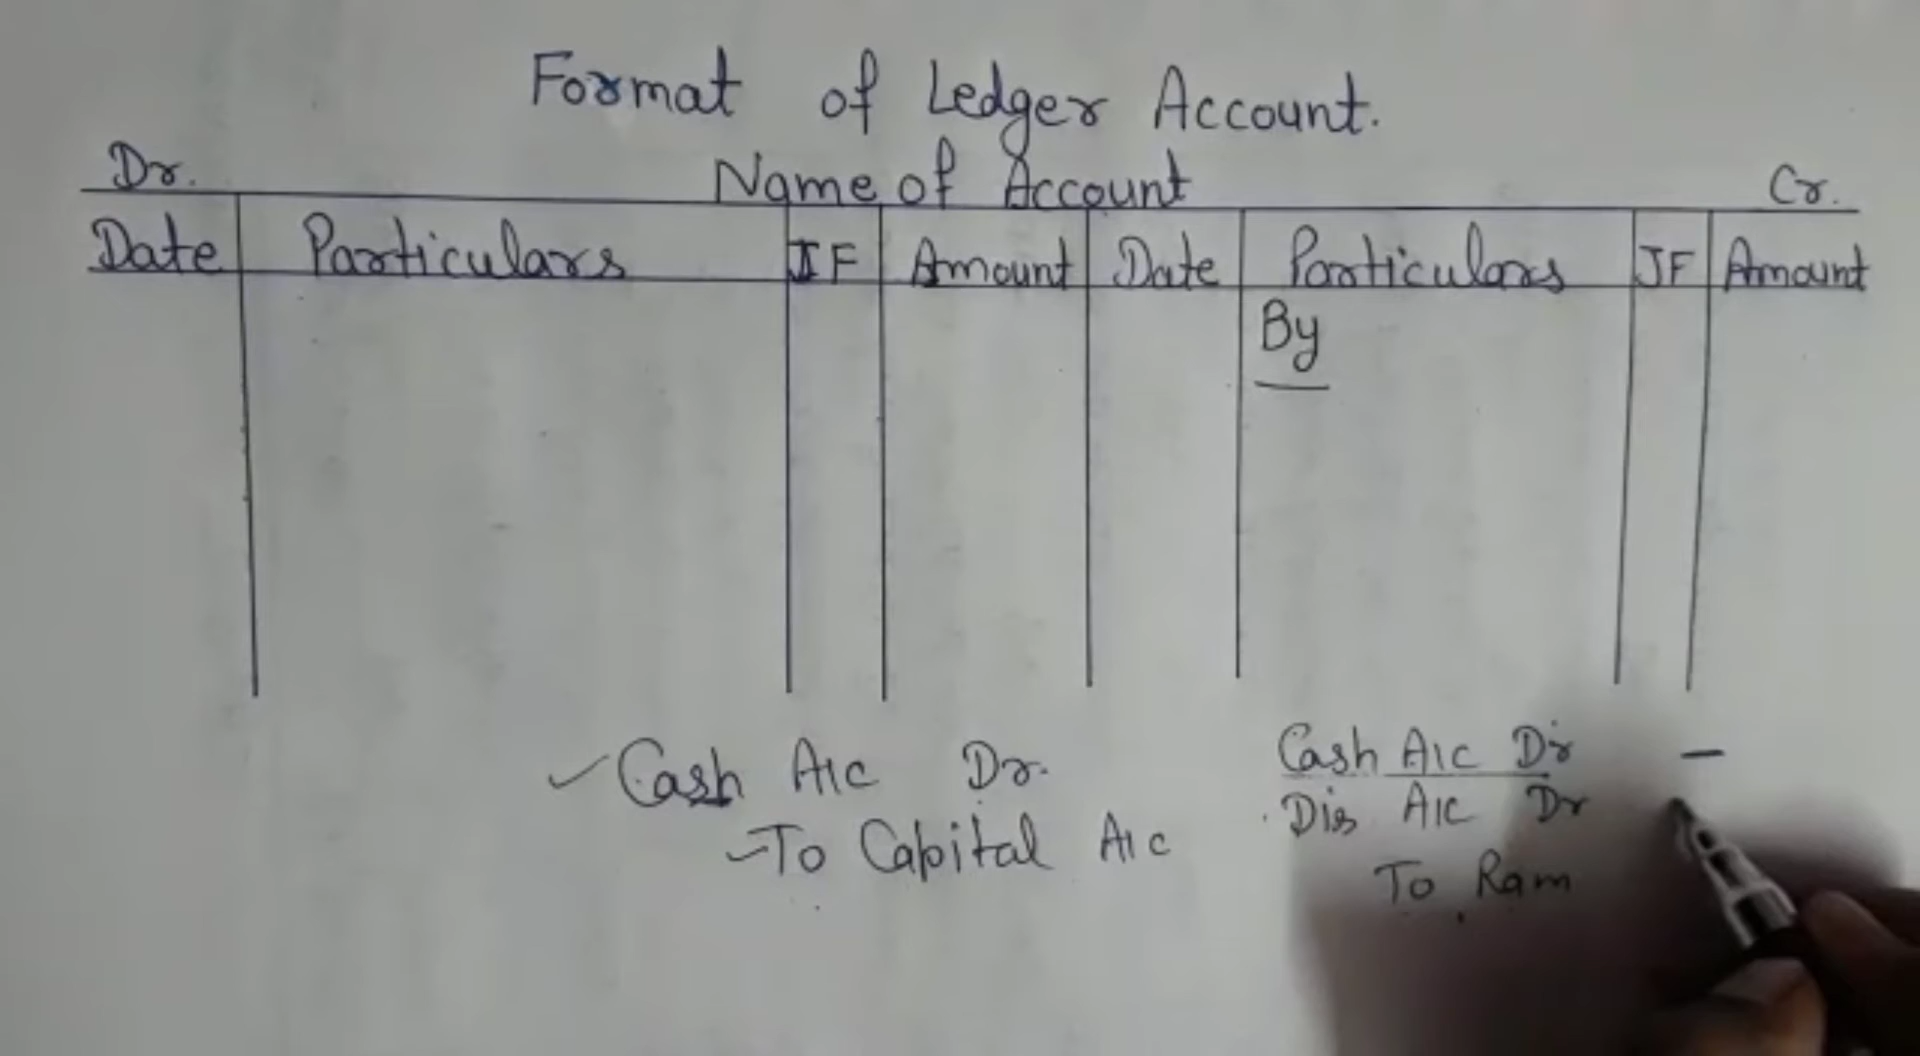 Format of Ledger Account.
Dr. Name of Account Cr.
Date Particulars JF Amount Date Particulars JF Amount
By
Cash A/c Dr.
To Capital A/c
Cash A/c Dr –
Dis A/c Dr
To Ram